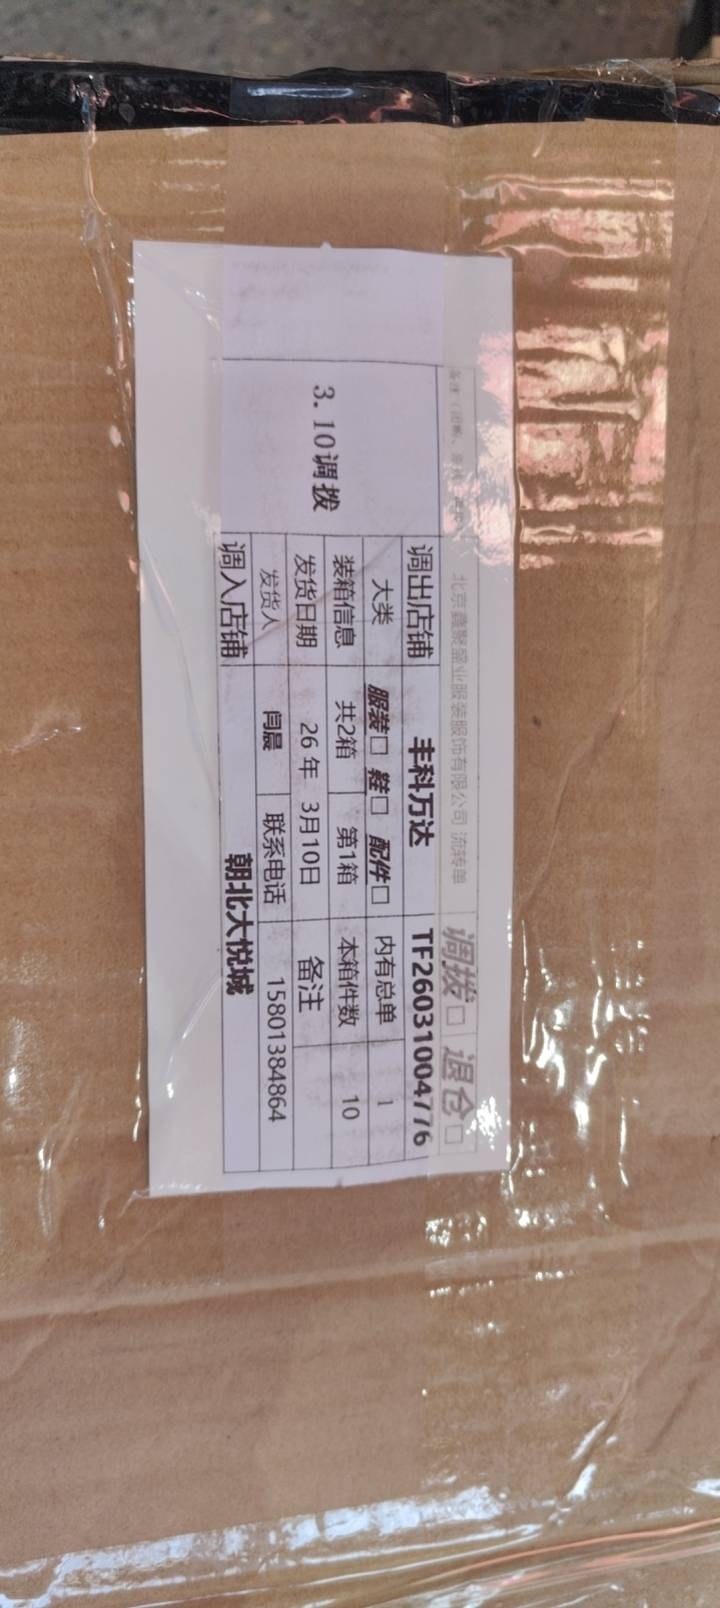 北京鑫聚盛业服装服饰有限公司 流转单 调拨□ 退仓□
调出店铺 丰科万达 TF26031004776
大类 服装□ 鞋□ 配件□ 内有总单 1
装箱信息 共2箱 第1箱 本箱件数 10
发货日期 26 年 3月10日 备注
发货人 闫晨 联系电话 15801384864
调入店铺 朝北大悦城
3. 10调拨